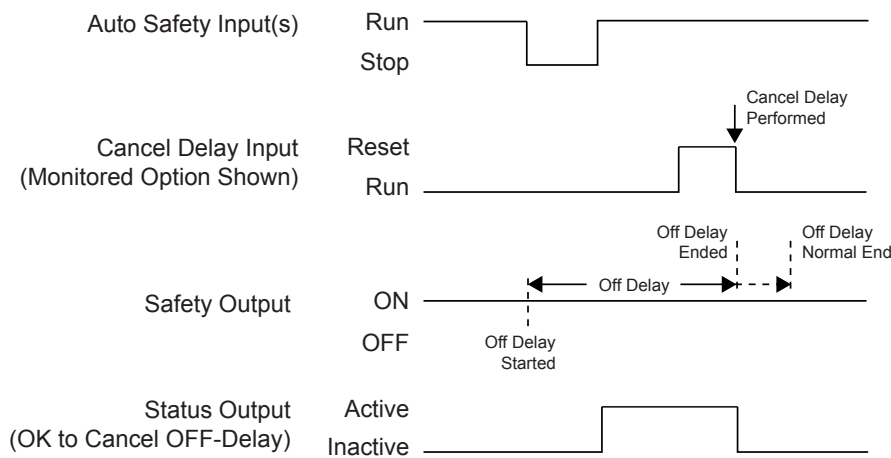 Auto Safety Input(s)
Run
Stop
Cancel Delay
Performed
Cancel Delay Input
(Monitored Option Shown)
Reset
Run
Off Delay
Ended
Off Delay
Normal End
Off Delay
Safety Output
ON
OFF
Off Delay
Started
Status Output
(OK to Cancel OFF-Delay)
Active
Inactive